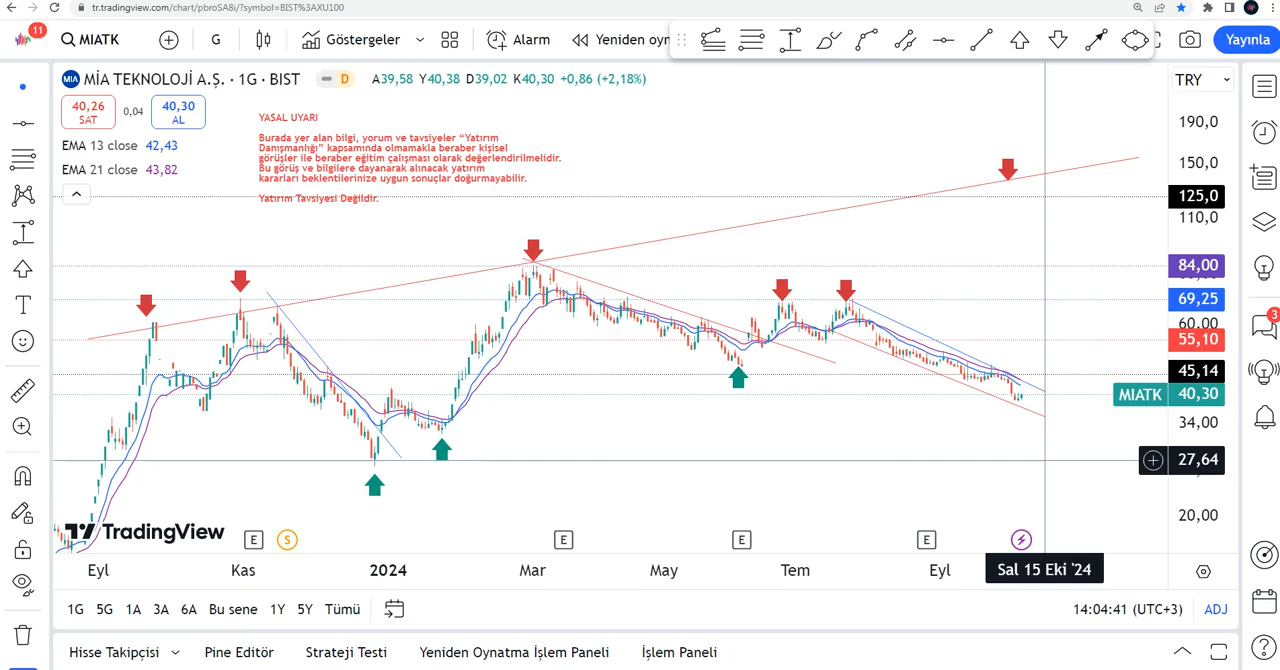 tr.tradingview.com/chart/pbroSA8i/?symbol=BIST%3AXU100
11
MIATK
G
Göstergeler
Alarm
Yeniden oyn
Yayınla
MIA
MİA TEKNOLOJİ A.Ş. · 1G · BIST
D
A39,58 Y40,38 D39,02 K40,30 +0,86 (+2,18%)
TRY
40,26
SAT
0,04
40,30
AL
EMA 13 close 42,43
EMA 21 close 43,82
YASAL UYARI
Burada yer alan bilgi, yorum ve tavsiyeler “Yatırım
Danışmanlığı” kapsamında olmamakla beraber kişisel
görüşler ile beraber eğitim çalışması olarak değerlendirilmelidir.
Bu görüş ve bilgilere dayanarak alınacak yatırım
kararları beklentilerinize uygun sonuçlar doğurmayabilir.
Yatırım Tavsiyesi Değildir.
190,0
150,0
125,0
110,0
84,00
69,25
60,00
55,10
45,14
MIATK 40,30
34,00
27,64
20,00
3
TradingView
E
S
E
E
E
Eyl
Kas
2024
Mar
May
Tem
Eyl
Sal 15 Eki '24
1G 5G 1A 3A 6A Bu sene 1Y 5Y Tümü
14:04:41 (UTC+3)
ADJ
Hisse Takipçisi
Pine Editör
Strateji Testi
Yeniden Oynatma İşlem Paneli
İşlem Paneli